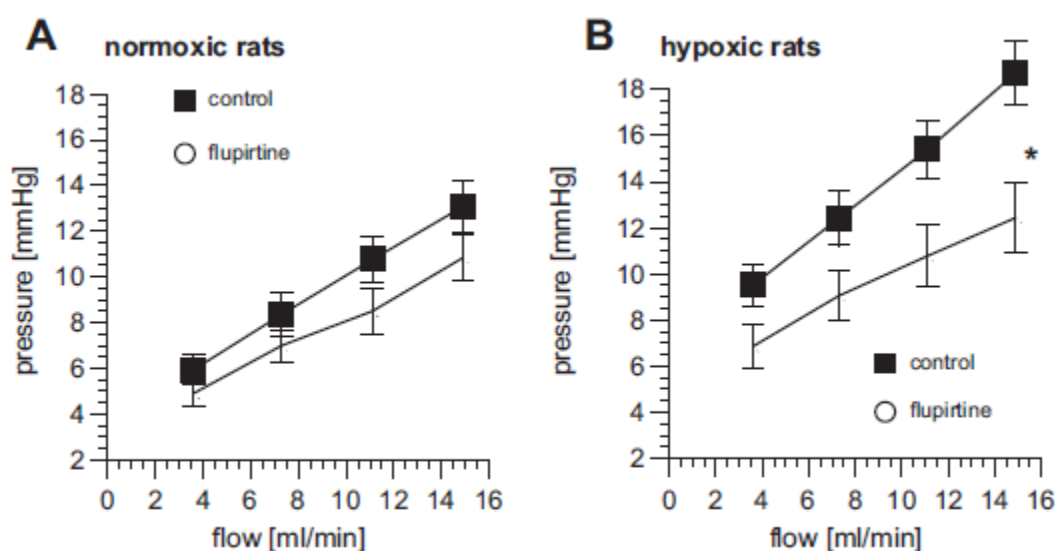 A normoxic rats
control
flupirtine
pressure [mmHg]
18
16
14
12
10
8
6
4
2
0 2 4 6 8 10 12 14 16
flow [ml/min]
B hypoxic rats
pressure [mmHg]
18
16
14
12
10
8
6
4
2
*
control
flupirtine
0 2 4 6 8 10 12 14 16
flow [ml/min]